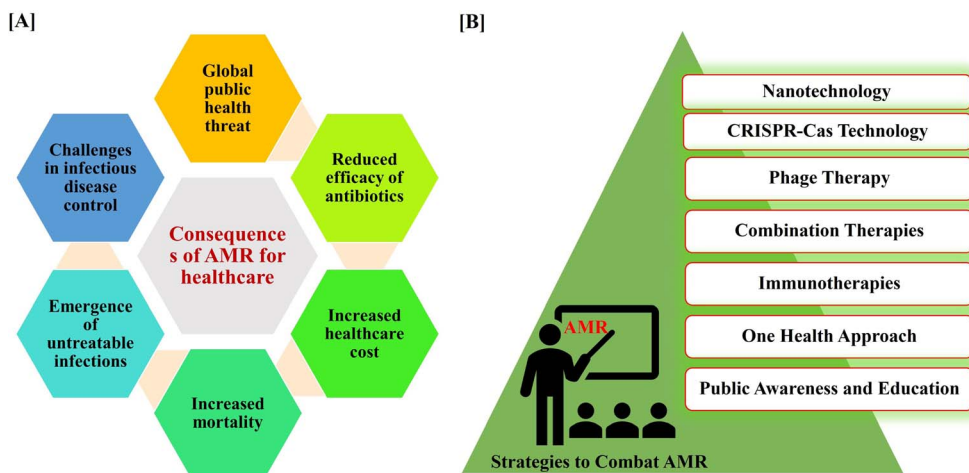 [A]
Global
public
health
threat
Reduced
efficacy of
antibiotics
Increased
healthcare
cost
Increased
mortality
Emergence of
untreatable
infections
Challenges
in infectious
disease
control
Consequence
s of AMR for
healthcare
[B]
Nanotechnology
CRISPR-Cas Technology
Phage Therapy
Combination Therapies
Immunotherapies
One Health Approach
Public Awareness and Education
AMR
Strategies to Combat AMR